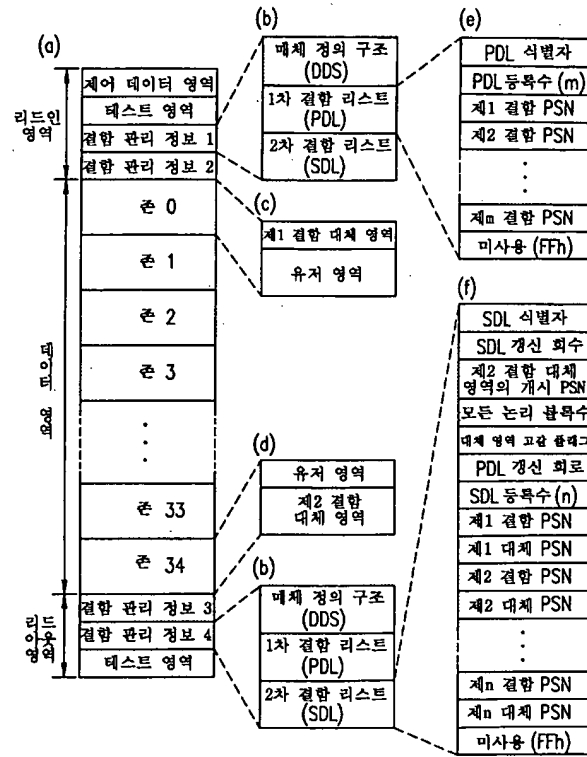 (a)
제어 데이터 영역
테스트 영역
결함 관리 정보 1
결함 관리 정보 2
존 0
존 1
존 2
존 3
존 33
존 34
결함 관리 정보 3
결함 관리 정보 4
테스트 영역
리드인
영역
데이터 영역
리드
아웃
영역
(b)
매체 정의 구조
(DDS)
1차 결함 리스트
(PDL)
2차 결함 리스트
(SDL)
(c)
제1 결함 대체 영역
유저 영역
(d)
유저 영역
제2 결함
대체 영역
(b)
매체 정의 구조
(DDS)
1차 결함 리스트
(PDL)
2차 결함 리스트
(SDL)
(e)
PDL 식별자
PDL 등록수 (m)
제1 결함 PSN
제2 결함 PSN
제m 결함 PSN
미사용 (FFh)
(f)
SDL 식별자
SDL 갱신 회수
제2 결함 대체
영역의 개시 PSN
모든 논리 블록수
대체 영역 고갈 플래그
PDL 갱신 회로
SDL 등록수 (n)
제1 결함 PSN
제1 대체 PSN
제2 결함 PSN
제2 대체 PSN
제n 결함 PSN
제n 대체 PSN
미사용 (FFh)